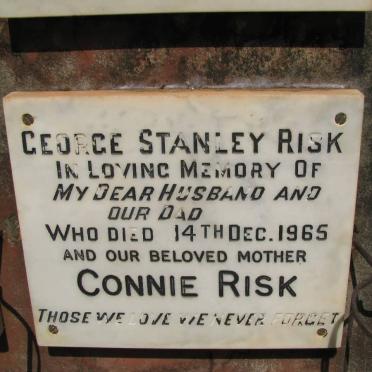 GEORGE STANLEY RISK
IN LOVING MEMORY OF
MY DEAR HUSBAND AND
OUR DAD
WHO DIED 14TH DEC. 1965
AND OUR BELOVED MOTHER
CONNIE RISK
THOSE WE LOVE WE NEVER FORGET